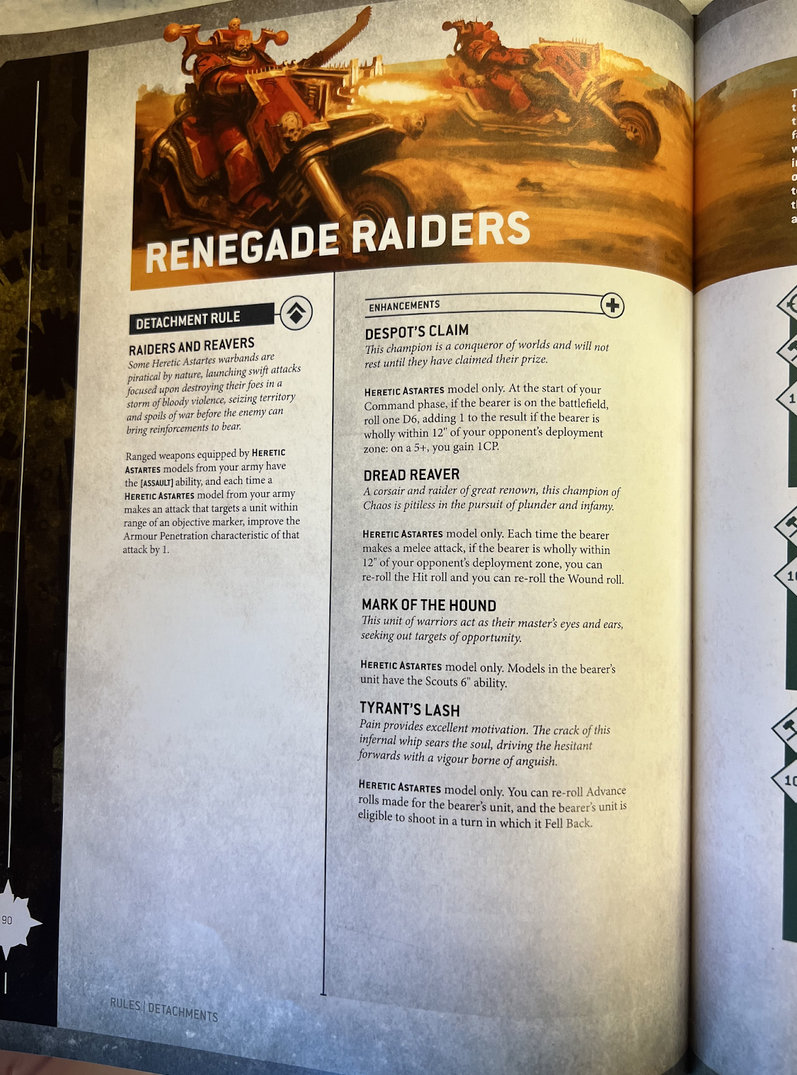 RENEGADE RAIDERS
DETACHMENT RULE
RAIDERS AND REAVERS
Some Heretic Astartes warbands are
piratical by nature, launching swift attacks
focused upon destroying their foes in a
storm of bloody violence, seizing territory
and spoils of war before the enemy can
bring reinforcements to bear.
Ranged weapons equipped by HERETIC
ASTARTES models from your army have
the [ASSAULT] ability, and each time a
HERETIC ASTARTES model from your army
makes an attack that targets a unit within
range of an objective marker, improve the
Armour Penetration characteristic of that
attack by 1.
ENHANCEMENTS
DESPOT'S CLAIM
This champion is a conqueror of worlds and will not
rest until they have claimed their prize.
HERETIC ASTARTES model only. At the start of your
Command phase, if the bearer is on the battlefield,
roll one D6, adding 1 to the result if the bearer is
wholly within 12" of your opponent's deployment
zone: on a 5+, you gain 1CP.
DREAD REAVER
A corsair and raider of great renown, this champion of
Chaos is pitiless in the pursuit of plunder and infamy.
HERETIC ASTARTES model only. Each time the bearer
makes a melee attack, if the bearer is wholly within
12" of your opponent's deployment zone, you can
re-roll the Hit roll and you can re-roll the Wound roll.
MARK OF THE HOUND
This unit of warriors act as their master's eyes and ears,
seeking out targets of opportunity.
HERETIC ASTARTES model only. Models in the bearer's
unit have the Scouts 6" ability.
TYRANT'S LASH
Pain provides excellent motivation. The crack of this
infernal whip sears the soul, driving the hesitant
forwards with a vigour borne of anguish.
HERETIC ASTARTES model only. You can re-roll Advance
rolls made for the bearer's unit, and the bearer's unit is
eligible to shoot in a turn in which it Fell Back.
90
RULES | DETACHMENTS